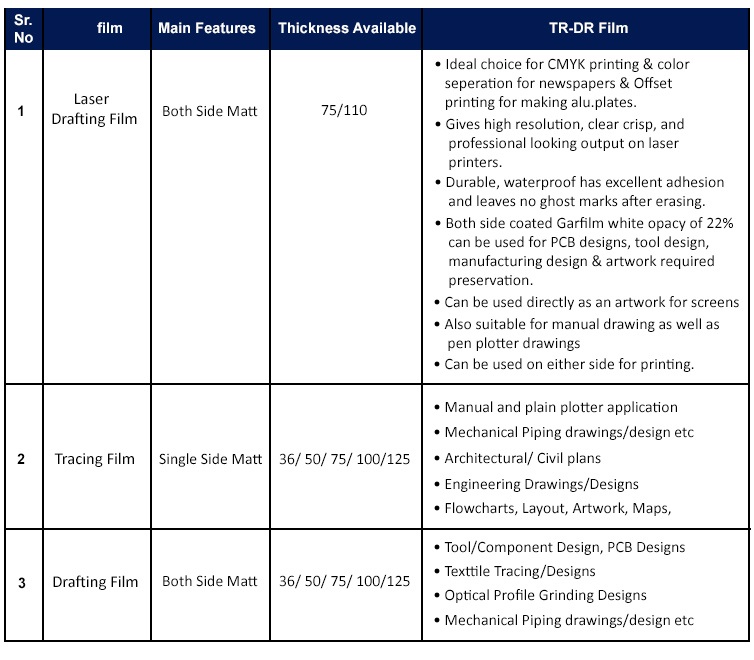 Sr. No
film
Main Features
Thickness Available
TR-DR Film
1
Laser
Drafting Film
Both Side Matt
75/110
• Ideal choice for CMYK printing & color
seperation for newspapers & Offset
printing for making alu.plates.
• Gives high resolution, clear crisp, and
professional looking output on laser
printers.
• Durable, waterproof has excellent adhesion
and leaves no ghost marks after erasing.
• Both side coated Garfilm white opacy of 22%
can be used for PCB designs, tool design,
manufacturing design & artwork required
preservation.
• Can be used directly as an artwork for screens
• Also suitable for manual drawing as well as
pen plotter drawings
• Can be used on either side for printing.
2
Tracing Film
Single Side Matt
36/ 50/ 75/ 100/125
• Manual and plain plotter application
• Mechanical Piping drawings/design etc
• Architectural/ Civil plans
• Engineering Drawings/Designs
• Flowcharts, Layout, Artwork, Maps,
3
Drafting Film
Both Side Matt
36/ 50/ 75/ 100/125
• Tool/Component Design, PCB Designs
• Texttile Tracing/Designs
• Optical Profile Grinding Designs
• Mechanical Piping drawings/design etc